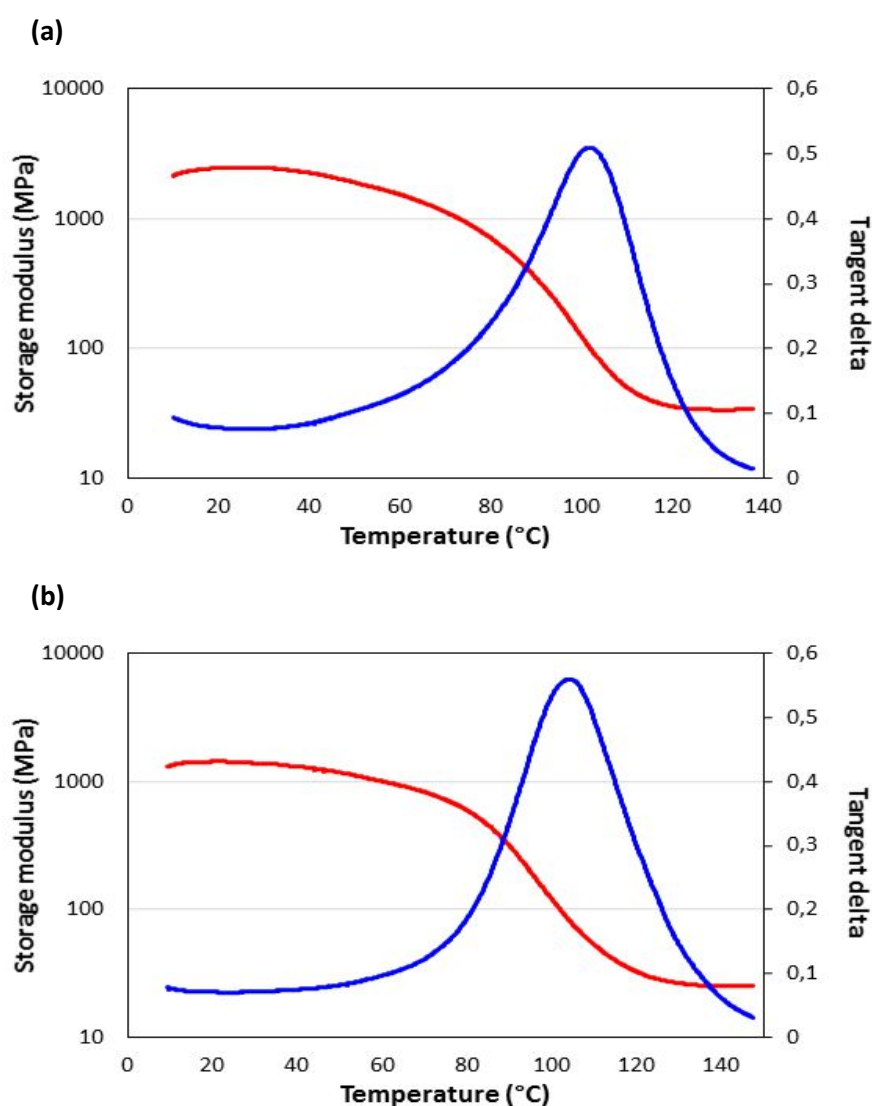 (a)
10000
1000
100
10
Storage modulus (MPa)
0,6
0,5
0,4
0,3
0,2
0,1
0
Tangent delta
0 20 40 60 80 100 120 140
Temperature (°C)
(b)
10000
1000
100
10
Storage modulus (MPa)
0,6
0,5
0,4
0,3
0,2
0,1
0
Tangent delta
0 20 40 60 80 100 120 140
Temperature (°C)